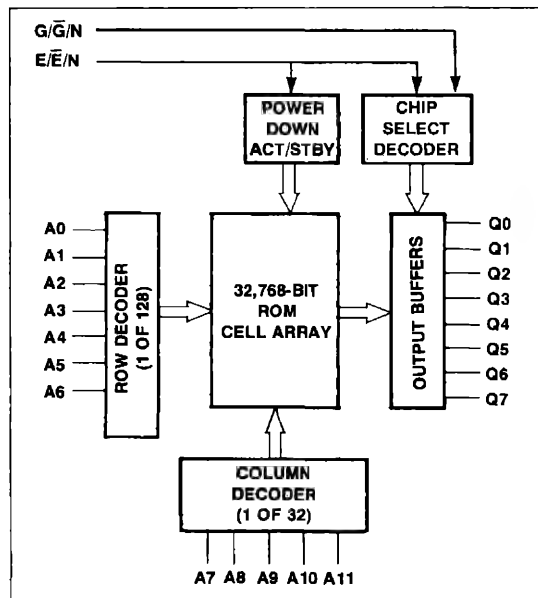 G/G̅/N
E/E̅/N
POWER
DOWN
ACT/STBY
CHIP
SELECT
DECODER
A0
A1
A2
A3
A4
A5
A6
ROW DECODER
(1 OF 128)
32,768-BIT
ROM
CELL ARRAY
OUTPUT BUFFERS
Q0
Q1
Q2
Q3
Q4
Q5
Q6
Q7
COLUMN
DECODER
(1 OF 32)
A7 A8 A9 A10 A11